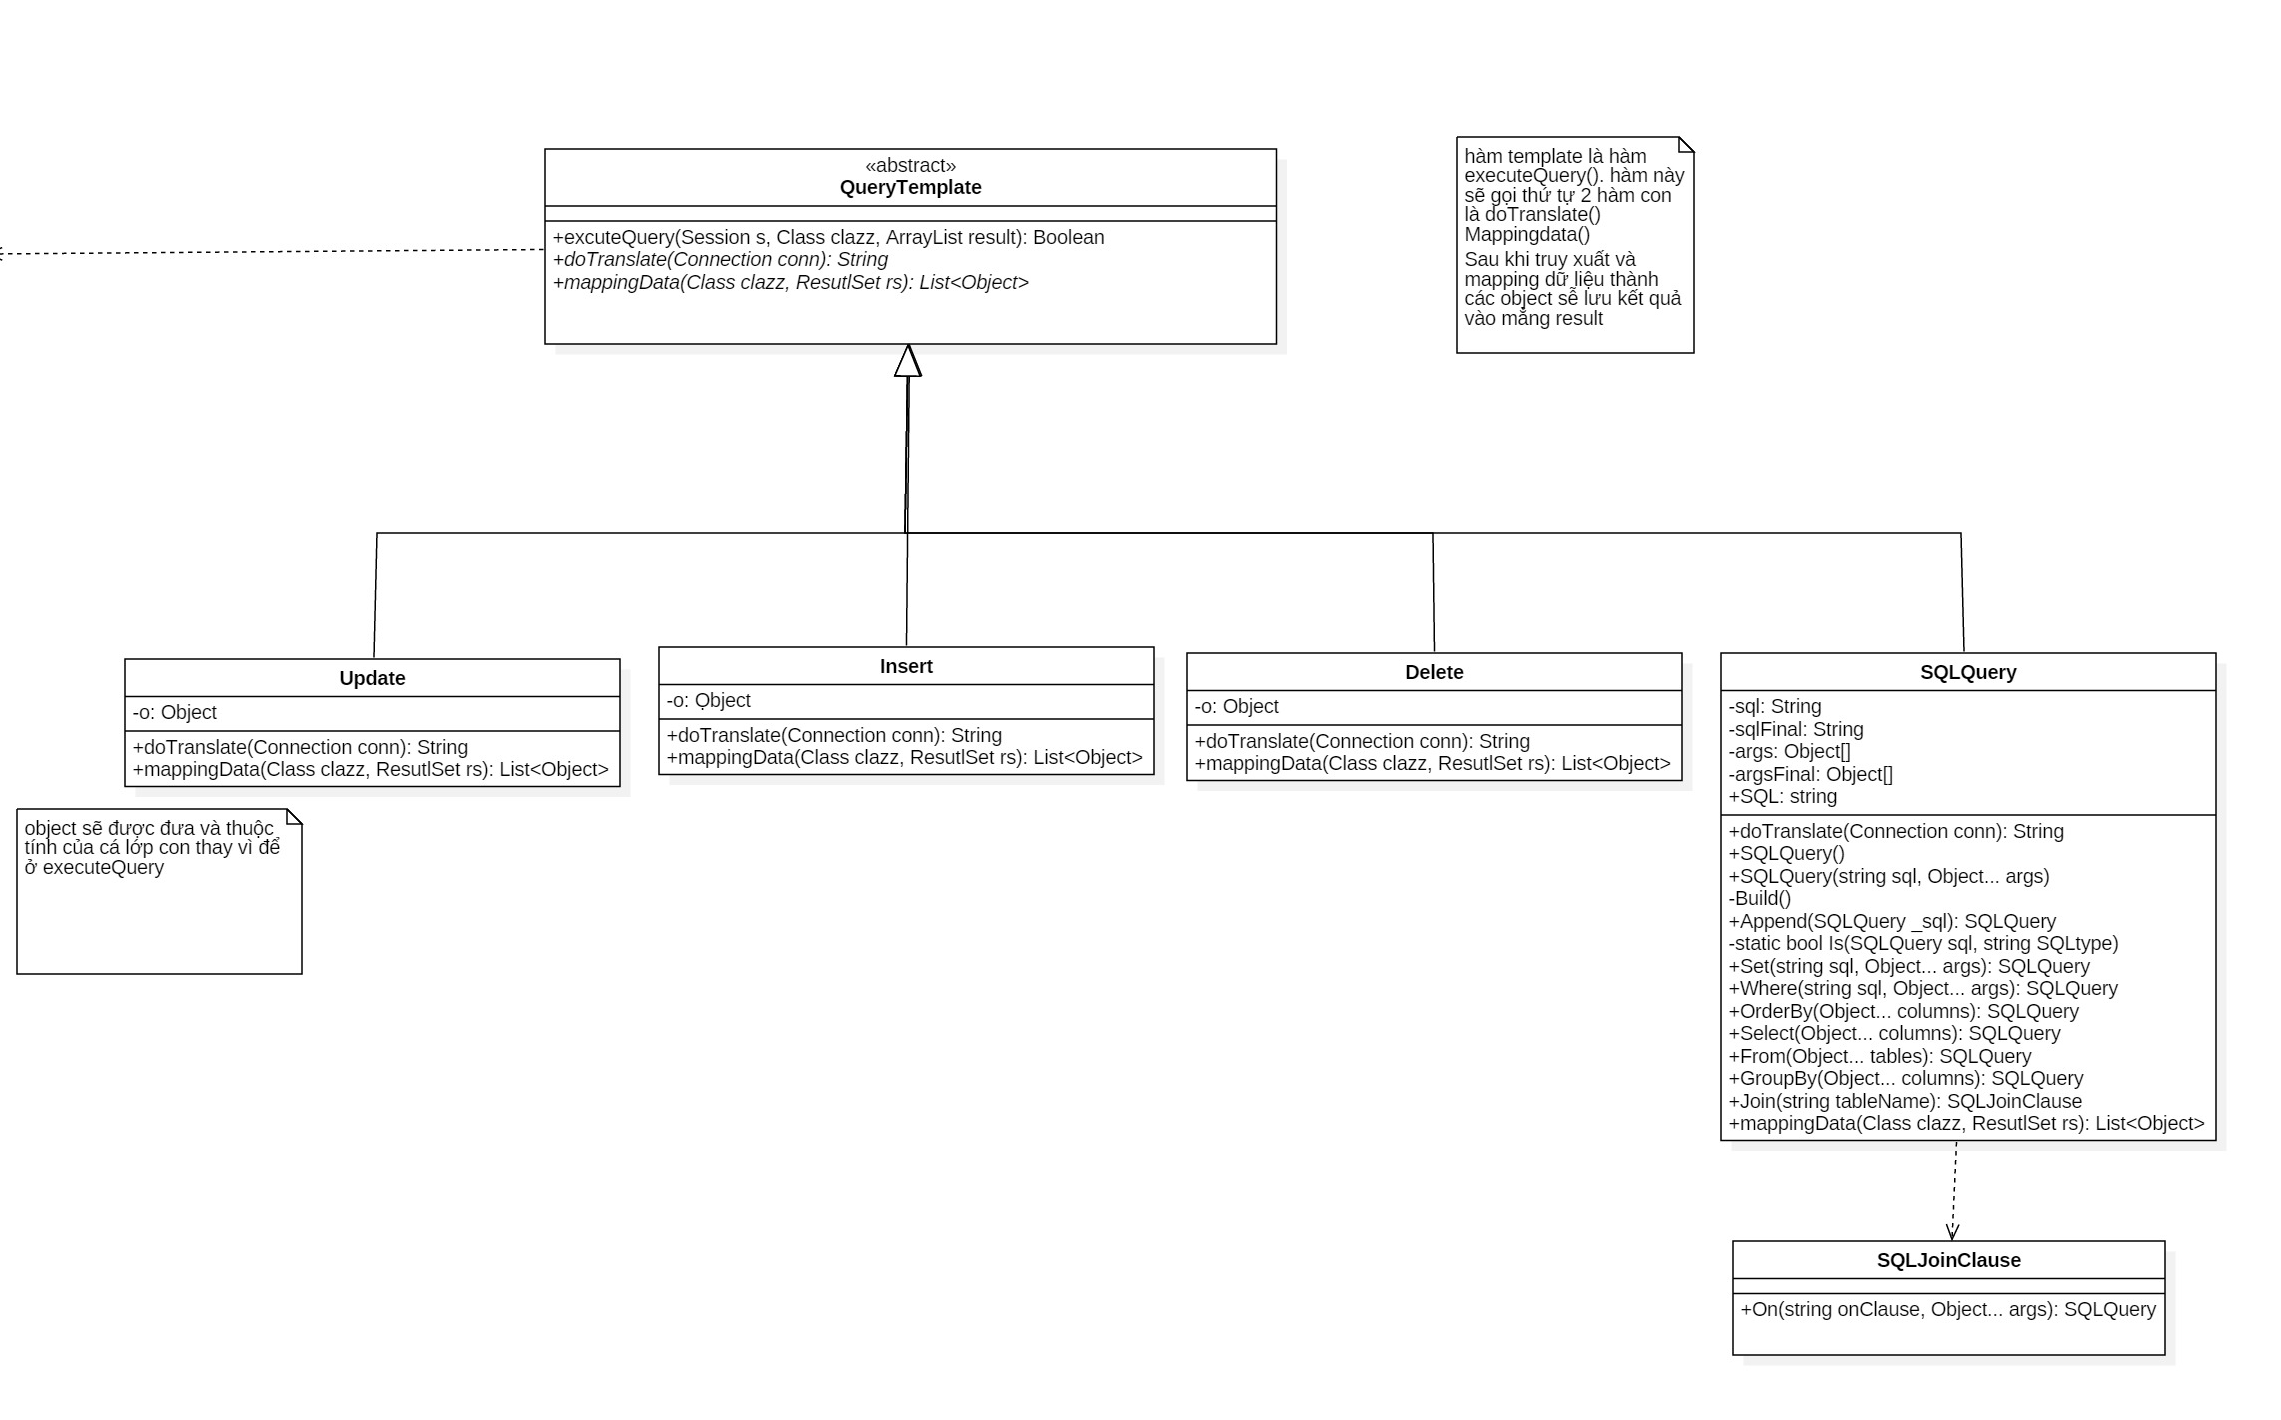 «abstract»
QueryTemplate
+excuteQuery(Session s, Class clazz, ArrayList result): Boolean
+doTranslate(Connection conn): String
+mappingData(Class clazz, ResutlSet rs): List<Object>
hàm template là hàm
executeQuery(). hàm này
sẽ gọi thứ tự 2 hàm con
là doTranslate()
Mappingdata()
Sau khi truy xuất và
mapping dữ liệu thành
các object sẽ lưu kết quả
vào mảng result
Update
-o: Object
+doTranslate(Connection conn): String
+mappingData(Class clazz, ResutlSet rs): List<Object>
Insert
-o: Object
+doTranslate(Connection conn): String
+mappingData(Class clazz, ResutlSet rs): List<Object>
Delete
-o: Object
+doTranslate(Connection conn): String
+mappingData(Class clazz, ResutlSet rs): List<Object>
SQLQuery
-sql: String
-sqlFinal: String
-args: Object[]
-argsFinal: Object[]
+SQL: string
+doTranslate(Connection conn): String
+SQLQuery()
+SQLQuery(string sql, Object... args)
-Build()
+Append(SQLQuery _sql): SQLQuery
-static bool Is(SQLQuery sql, string SQLtype)
+Set(string sql, Object... args): SQLQuery
+Where(string sql, Object... args): SQLQuery
+OrderBy(Object... columns): SQLQuery
+Select(Object... columns): SQLQuery
+From(Object... tables): SQLQuery
+GroupBy(Object... columns): SQLQuery
+Join(string tableName): SQLJoinClause
+mappingData(Class clazz, ResutlSet rs): List<Object>
object sẽ được đưa và thuộc
tính của cá lớp con thay vì để
ở executeQuery
SQLJoinClause
+On(string onClause, Object... args): SQLQuery